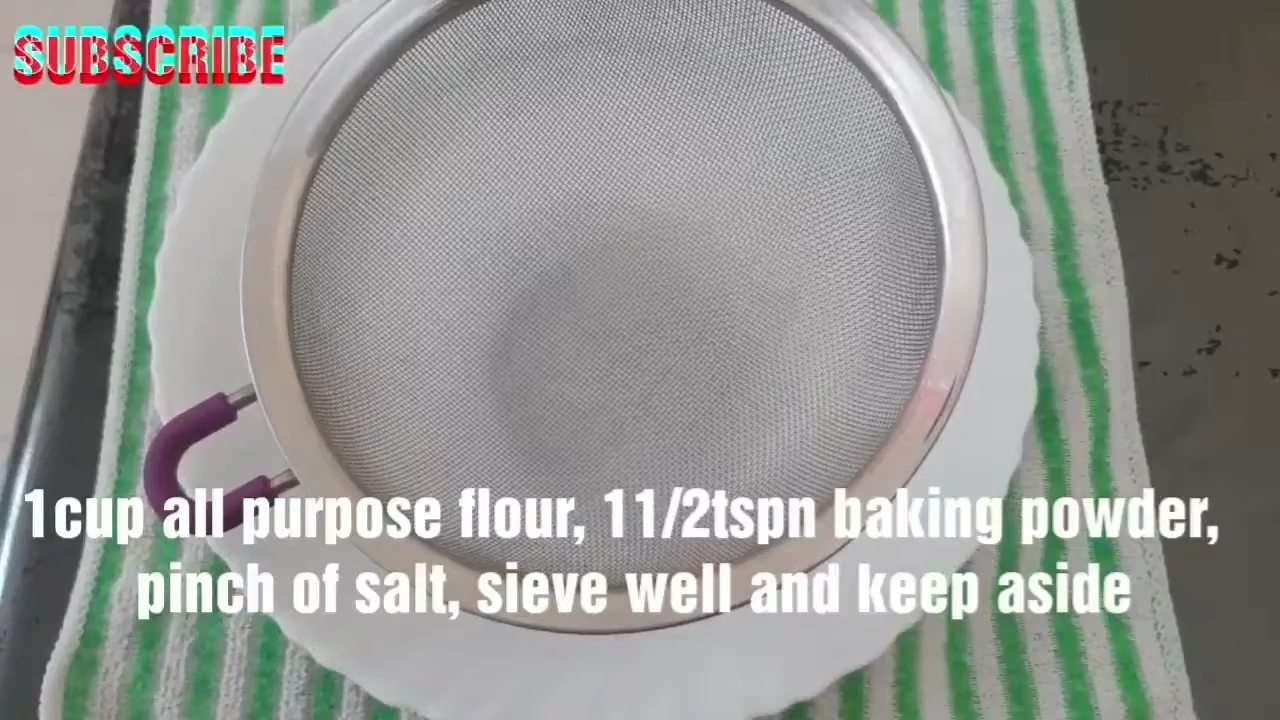 SUBSCRIBE
1cup all purpose flour, 11/2tspn baking powder,
pinch of salt, sieve well and keep aside